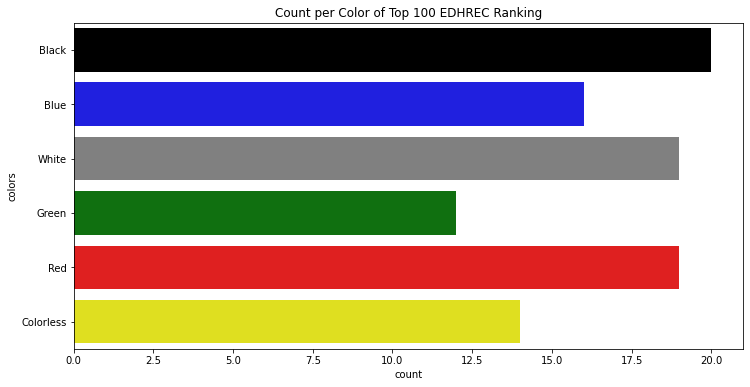 Count per Color of Top 100 EDHREC Ranking
colors
Black
Blue
White
Green
Red
Colorless
0.0 2.5 5.0 7.5 10.0 12.5 15.0 17.5 20.0
count